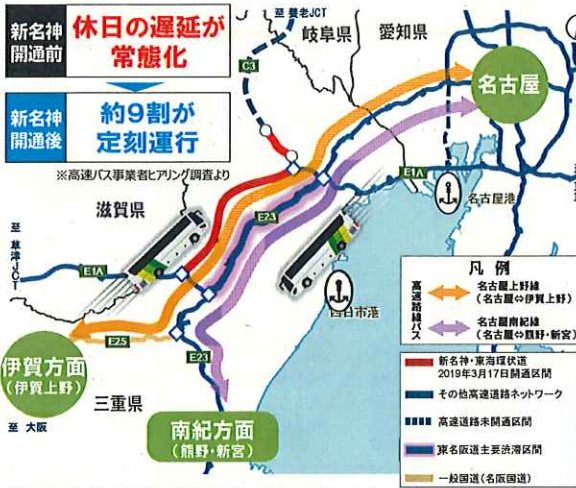 新名神
開通前
休日の遅延が
常態化
新名神
開通後
約9割が
定刻運行
※高速バス事業者ヒアリング調査より
至 養老JCT
岐阜県
愛知県
C3
名古屋
E1A
名古屋港
滋賀県
至 草津JCT
E1A
E23
四日市港
E25
E23
伊賀方面
(伊賀上野)
三重県
至 大阪
南紀方面
(熊野・新宮)
凡 例
高速路線バス
名古屋上野線
(名古屋⇔伊賀上野)
名古屋南紀線
(名古屋⇔熊野・新宮)
新名神・東海環状道
2019年3月17日開通区間
その他高速道路ネットワーク
高速道路未開通区間
東名阪道主要渋滞区間
一般国道(名阪国道)